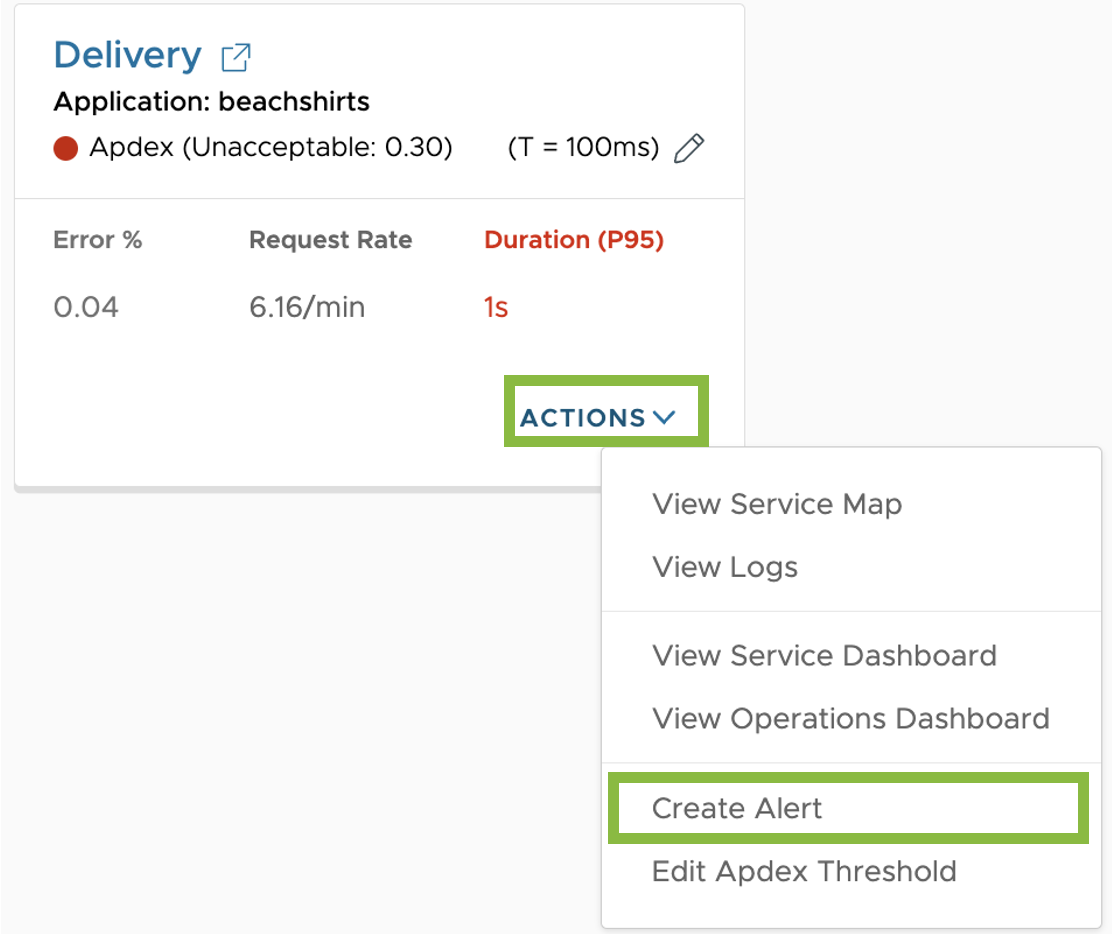 Delivery
Application: beachshirts
Apdex (Unacceptable: 0.30) (T = 100ms)
Error % Request Rate Duration (P95)
0.04 6.16/min 1s
ACTIONS
View Service Map
View Logs
View Service Dashboard
View Operations Dashboard
Create Alert
Edit Apdex Threshold